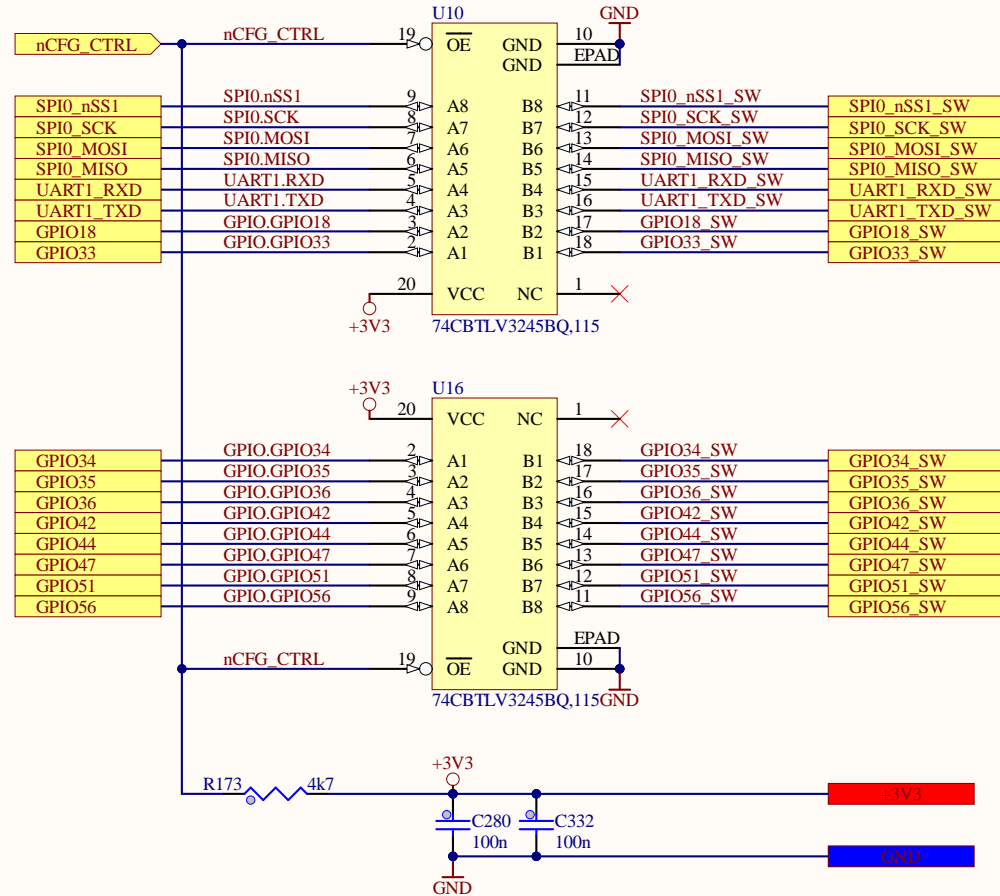 U10
GND
nCFG_CTRL nCFG_CTRL 19 OE GND 10
GND EPAD
SPI0_nSS1 SPI0.nSS1 9 A8 B8 11 SPI0_nSS1_SW SPI0_nSS1_SW
SPI0_SCK SPI0.SCK 8 A7 B7 12 SPI0_SCK_SW SPI0_SCK_SW
SPI0_MOSI SPI0.MOSI 7 A6 B6 13 SPI0_MOSI_SW SPI0_MOSI_SW
SPI0_MISO SPI0.MISO 6 A5 B5 14 SPI0_MISO_SW SPI0_MISO_SW
UART1_RXD UART1.RXD 5 A4 B4 15 UART1_RXD_SW UART1_RXD_SW
UART1_TXD UART1.TXD 4 A3 B3 16 UART1_TXD_SW UART1_TXD_SW
GPIO18 GPIO.GPIO18 3 A2 B2 17 GPIO18_SW GPIO18_SW
GPIO33 GPIO.GPIO33 2 A1 B1 18 GPIO33_SW GPIO33_SW
20 VCC NC 1
+3V3 74CBTLV3245BQ,115
+3V3 U16
20 VCC NC 1
GPIO34 GPIO.GPIO34 2 A1 B1 18 GPIO34_SW GPIO34_SW
GPIO35 GPIO.GPIO35 3 A2 B2 17 GPIO35_SW GPIO35_SW
GPIO36 GPIO.GPIO36 4 A3 B3 16 GPIO36_SW GPIO36_SW
GPIO42 GPIO.GPIO42 5 A4 B4 15 GPIO42_SW GPIO42_SW
GPIO44 GPIO.GPIO44 6 A5 B5 14 GPIO44_SW GPIO44_SW
GPIO47 GPIO.GPIO47 7 A6 B6 13 GPIO47_SW GPIO47_SW
GPIO51 GPIO.GPIO51 8 A7 B7 12 GPIO51_SW GPIO51_SW
GPIO56 GPIO.GPIO56 9 A8 B8 11 GPIO56_SW GPIO56_SW
GND EPAD
nCFG_CTRL 19 OE GND 10
74CBTLV3245BQ,115 GND
+3V3
R173 4k7 +3V3
C280 C332
100n 100n
GND
GND